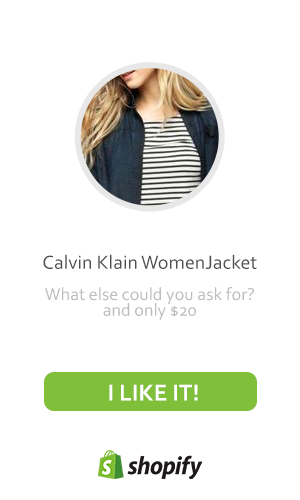 Calvin Klain WomenJacket
What else could you ask for?
and only $20
I LIKE IT!
shopify